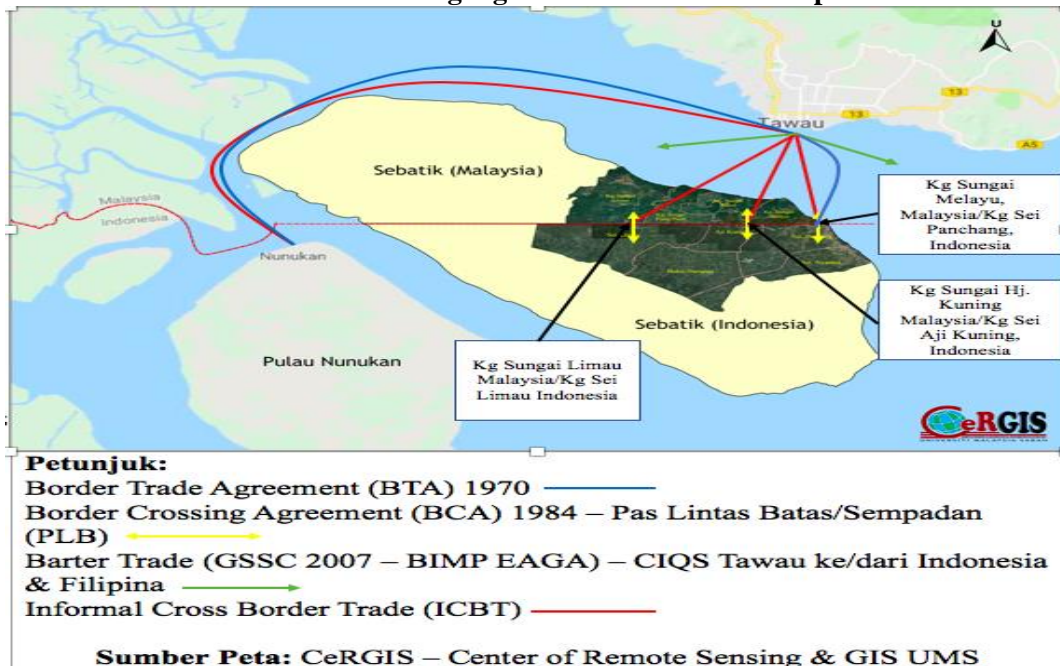 U
13
13
A5
Tawau
Sebatik (Malaysia)
Malaysia
Indonesia
Nunukan
Kg Sungai
Melayu,
Malaysia/Kg Sei
Panchang,
Indonesia
Kg Sungai Hj.
Kuning
Malaysia/Kg Sei
Aji Kuning,
Indonesia
Sebatik (Indonesia)
Pulau Nunukan
Kg Sungai Limau
Malaysia/Kg Sei
Limau Indonesia
CeRGIS
UNIVERSITI MALAYSIA SABAH
Petunjuk:
Border Trade Agreement (BTA) 1970
Border Crossing Agreement (BCA) 1984 – Pas Lintas Batas/Sempadan
(PLB)
Barter Trade (GSSC 2007 – BIMP EAGA) – CIQS Tawau ke/dari Indonesia
& Filipina
Informal Cross Border Trade (ICBT)
Sumber Peta: CeRGIS – Center of Remote Sensing & GIS UMS